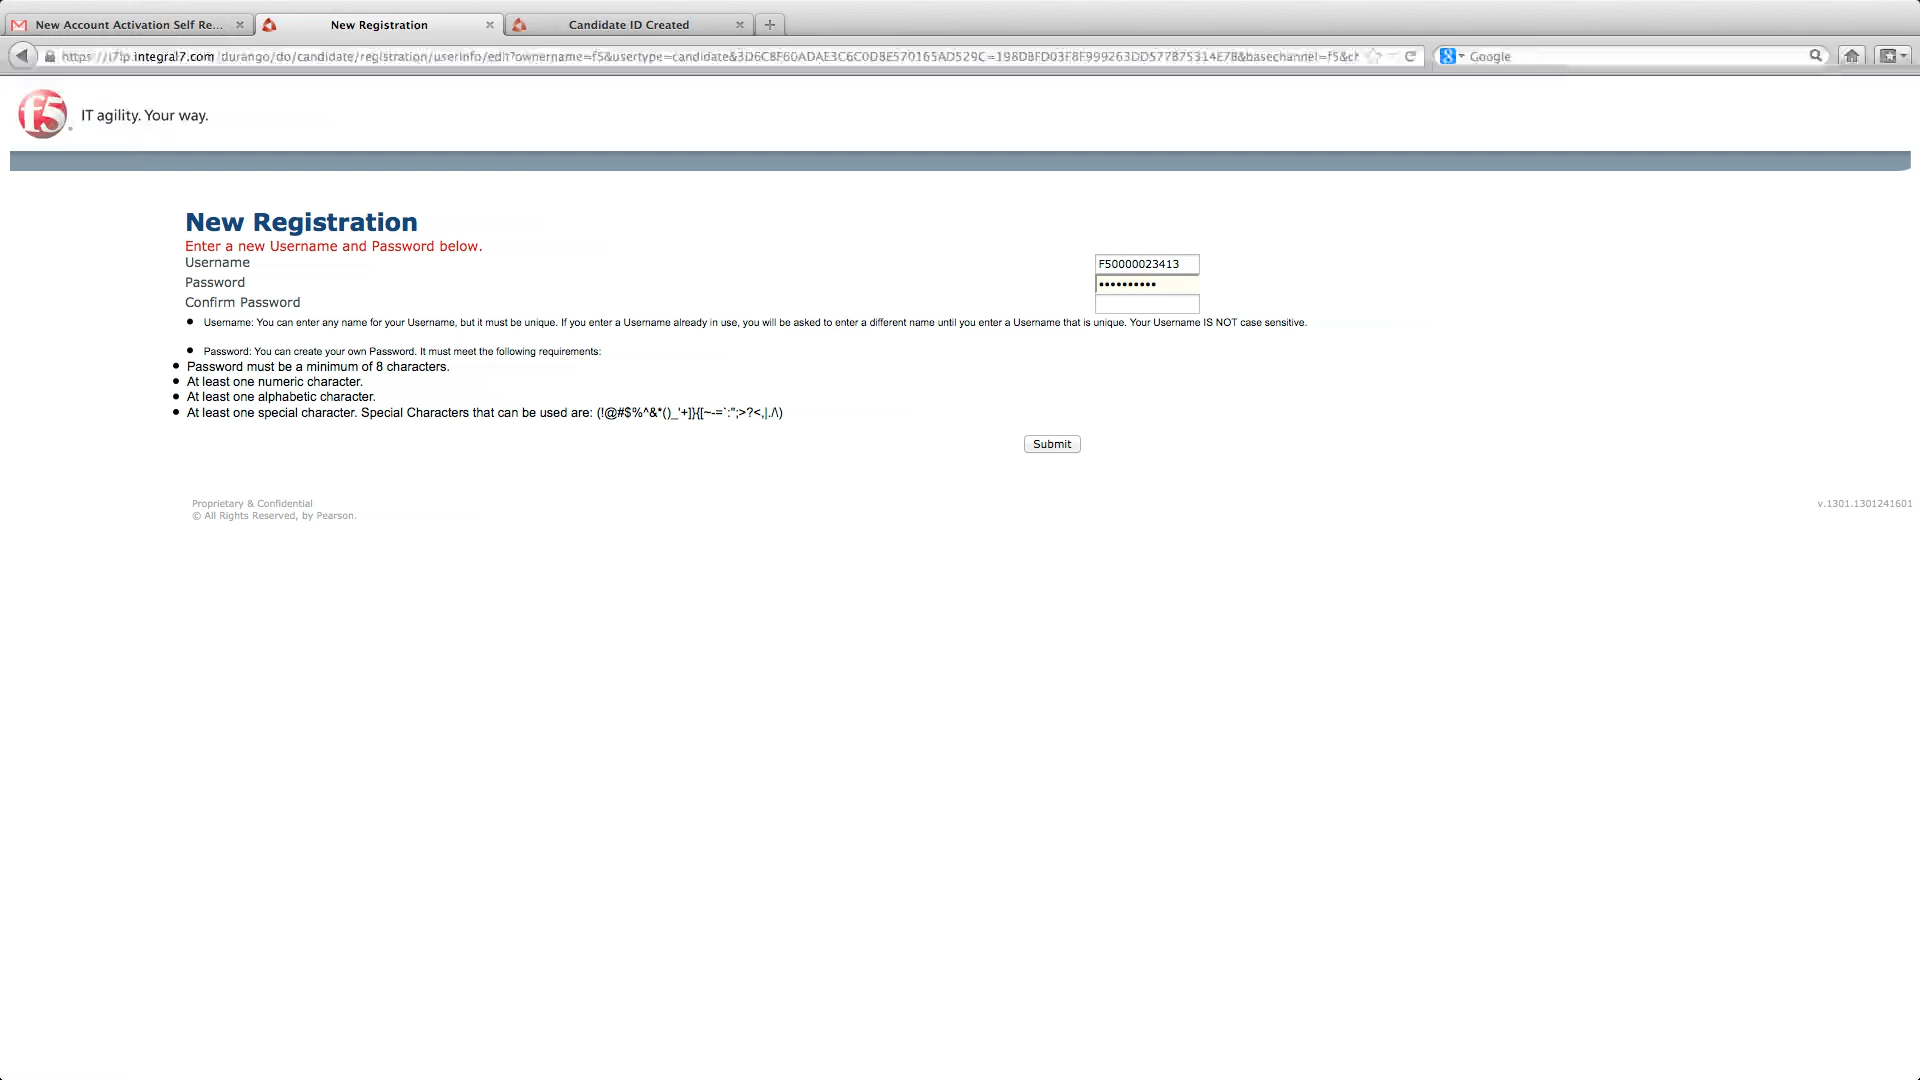 New Account Activation Self Re...
New Registration
Candidate ID Created
integral7.com
Google
f5
IT agility. Your way.
New Registration
Enter a new Username and Password below.
Username
F50000023413
Password
••••••••••
Confirm Password
• Username: You can enter any name for your Username, but it must be unique. If you enter a Username already in use, you will be asked to enter a different name until you enter a Username that is unique. Your Username IS NOT case sensitive.
• Password: You can create your own Password. It must meet the following requirements:
• Password must be a minimum of 8 characters.
• At least one numeric character.
• At least one alphabetic character.
• At least one special character. Special Characters that can be used are: (!@#$%^&*()_'+]}{[~-=`:";>?<,|./\)
Submit
Proprietary & Confidential
© All Rights Reserved, by Pearson.
v.1301.1301241601